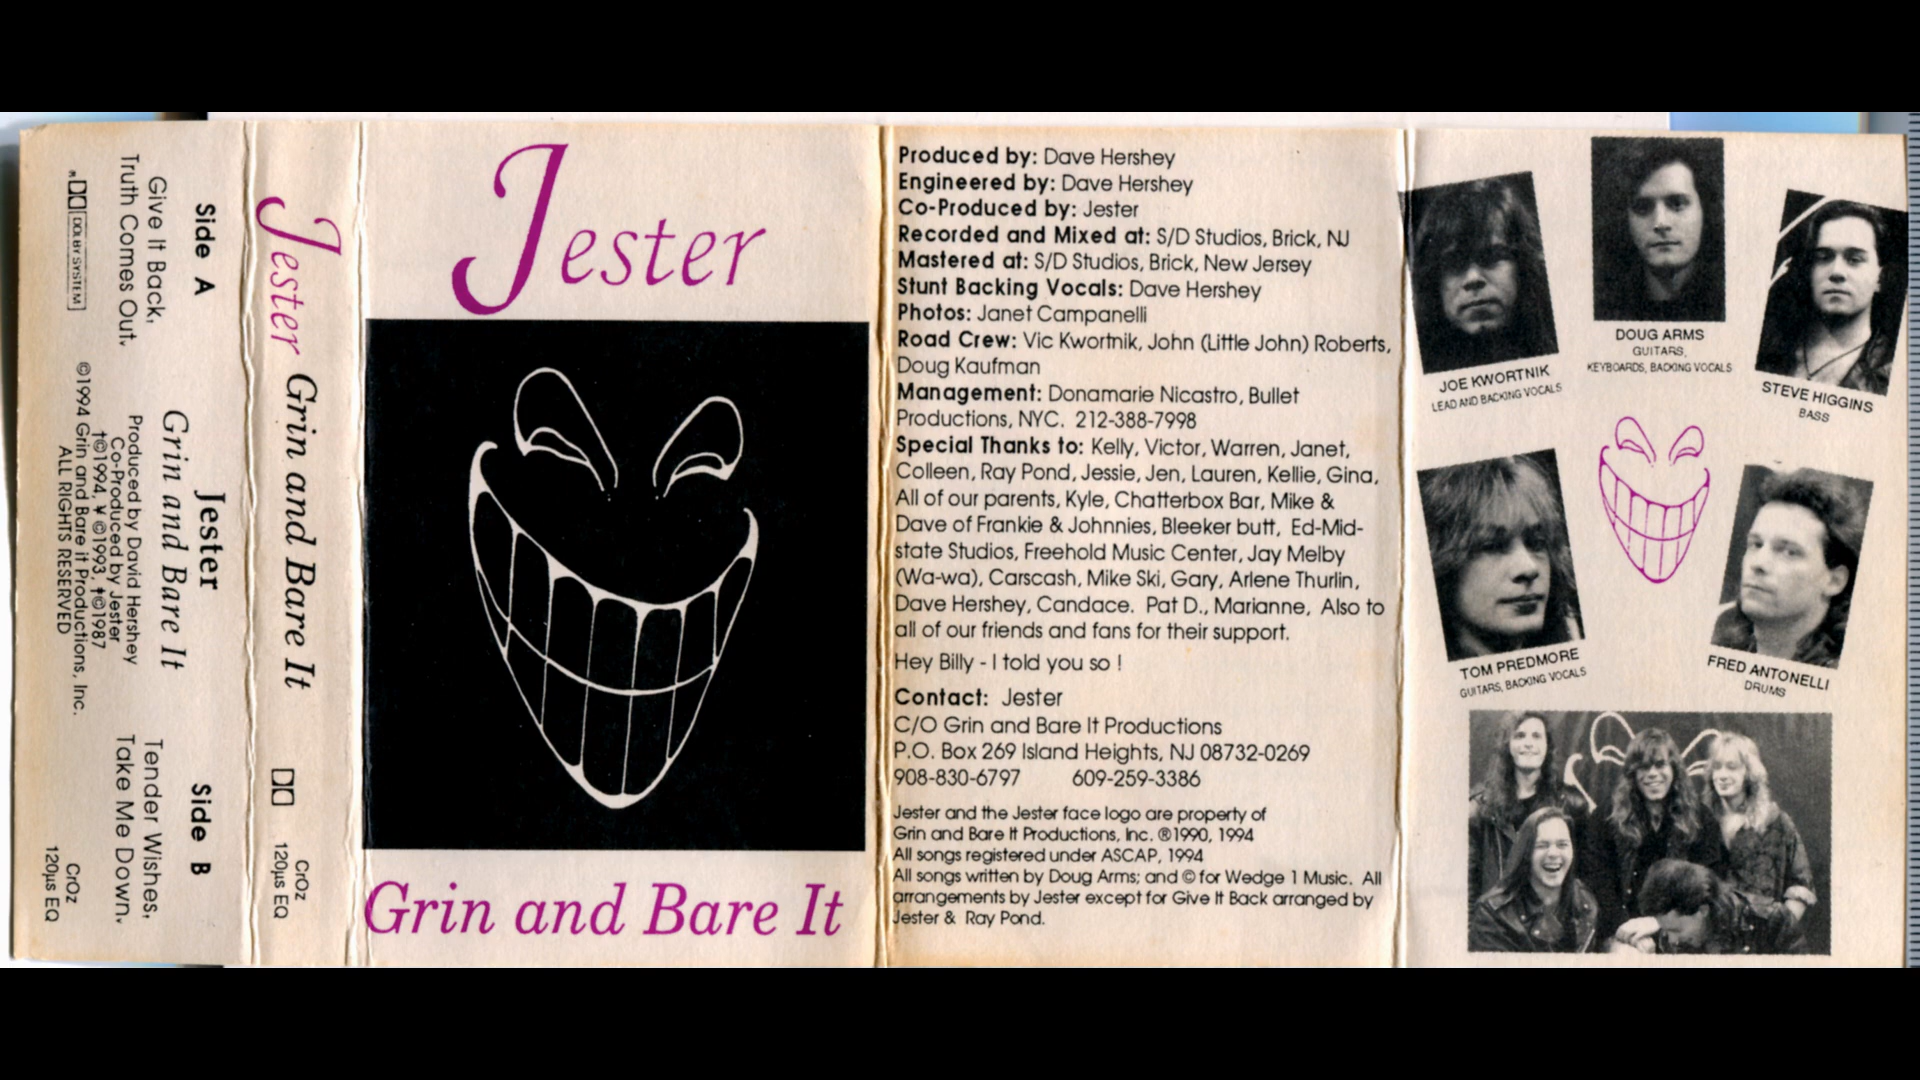 Side A
Give It Back,
Truth Comes Out,
DOLBY SYSTEM
Jester
Grin and Bare It
Produced by David Hershey
Co-Produced by Jester
†©1994, ¥ ©1993, ‡©1987
©1994 Grin and Bare it Productions, Inc.
ALL RIGHTS RESERVED
Side B
Tender Wishes,
Take Me Down,
CrO2
120µs EQ
Jester Grin and Bare It
CrO2
120µs EQ
Jester
Grin and Bare It
Produced by: Dave Hershey
Engineered by: Dave Hershey
Co-Produced by: Jester
Recorded and Mixed at: S/D Studios, Brick, NJ
Mastered at: S/D Studios, Brick, New Jersey
Stunt Backing Vocals: Dave Hershey
Photos: Janet Campanelli
Road Crew: Vic Kwortnik, John (Little John) Roberts,
Doug Kaufman
Management: Donamarie Nicastro, Bullet
Productions, NYC. 212-388-7998
Special Thanks to: Kelly, Victor, Warren, Janet,
Colleen, Ray Pond, Jessie, Jen, Lauren, Kellie, Gina,
All of our parents, Kyle, Chatterbox Bar, Mike &
Dave of Frankie & Johnnies, Bleeker butt, Ed-Mid-
state Studios, Freehold Music Center, Jay Melby
(Wa-wa), Carscash, Mike Ski, Gary, Arlene Thurlin,
Dave Hershey, Candace. Pat D., Marianne, Also to
all of our friends and fans for their support.
Hey Billy - I told you so !
Contact: Jester
C/O Grin and Bare It Productions
P.O. Box 269 Island Heights, NJ 08732-0269
908-830-6797 609-259-3386
Jester and the Jester face logo are property of
Grin and Bare It Productions, Inc. ®1990, 1994
All songs registered under ASCAP, 1994
All songs written by Doug Arms; and © for Wedge 1 Music. All
arrangements by Jester except for Give It Back arranged by
Jester & Ray Pond.
JOE KWORTNIK
LEAD AND BACKING VOCALS
DOUG ARMS
GUITARS,
KEYBOARDS, BACKING VOCALS
STEVE HIGGINS
BASS
TOM PREDMORE
GUITARS, BACKING VOCALS
FRED ANTONELLI
DRUMS